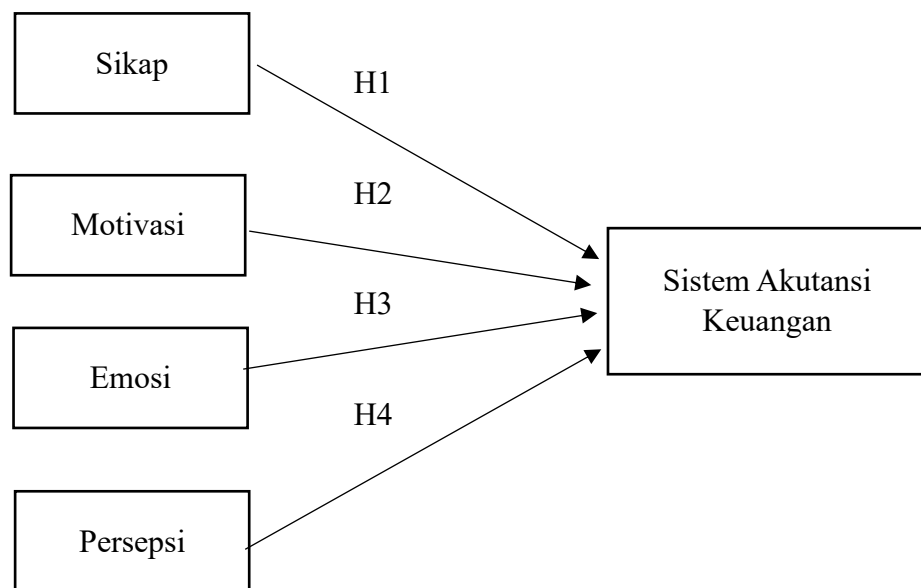 Sikap
H1
Motivasi
H2
Sistem Akutansi
Keuangan
H3
Emosi
H4
Persepsi